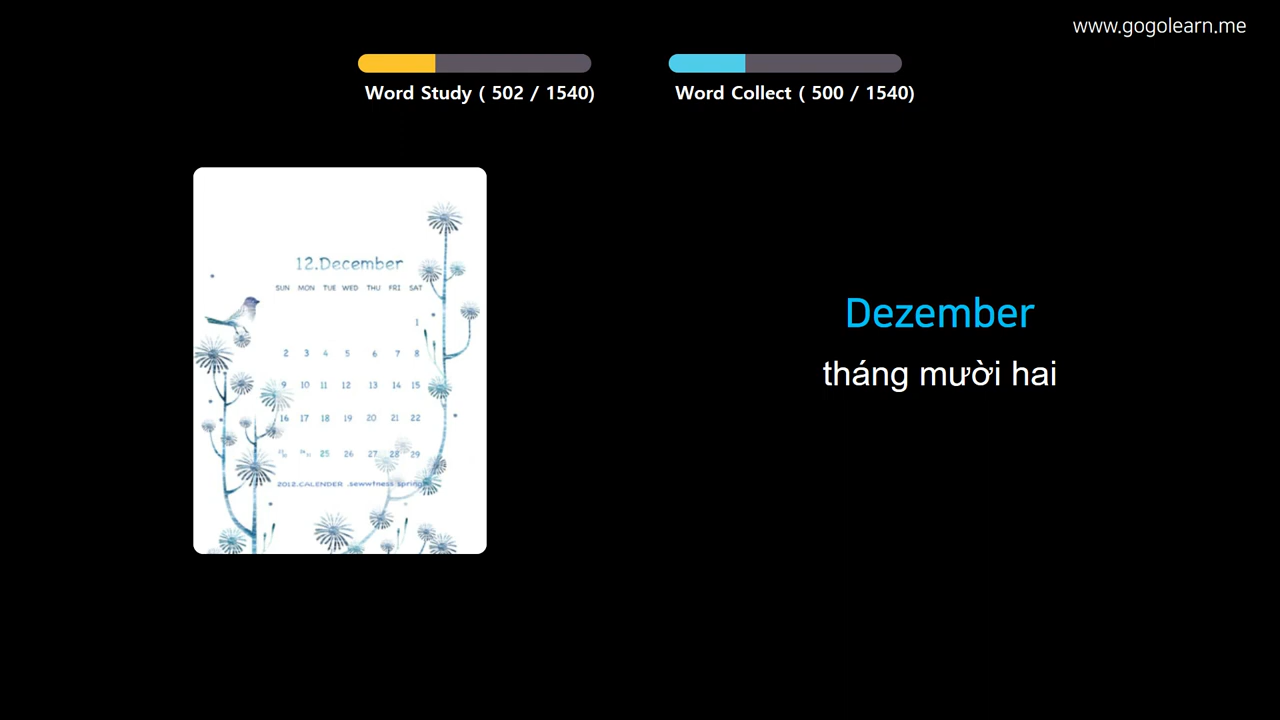 www.gogolearn.me
Word Study ( 502 / 1540)
Word Collect ( 500 / 1540)
12.December
SUN MON TUE WED THU FRI SAT
1
2 3 4 5 6 7 8
9 10 11 12 13 14 15
16 17 18 19 20 21 22
25 26 27 28 29
2012.CALENDER
Dezember
tháng mười hai